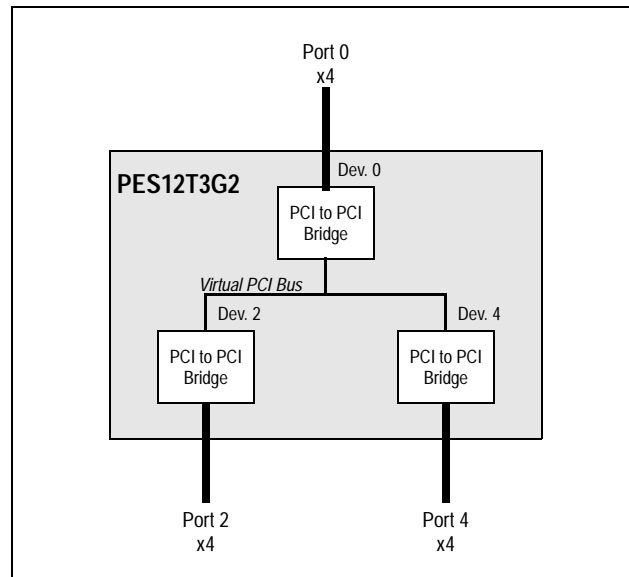 Port 0
x4
Dev. 0
PES12T3G2
PCI to PCI
Bridge
Virtual PCI Bus
Dev. 2
Dev. 4
PCI to PCI
Bridge
PCI to PCI
Bridge
Port 2
x4
Port 4
x4